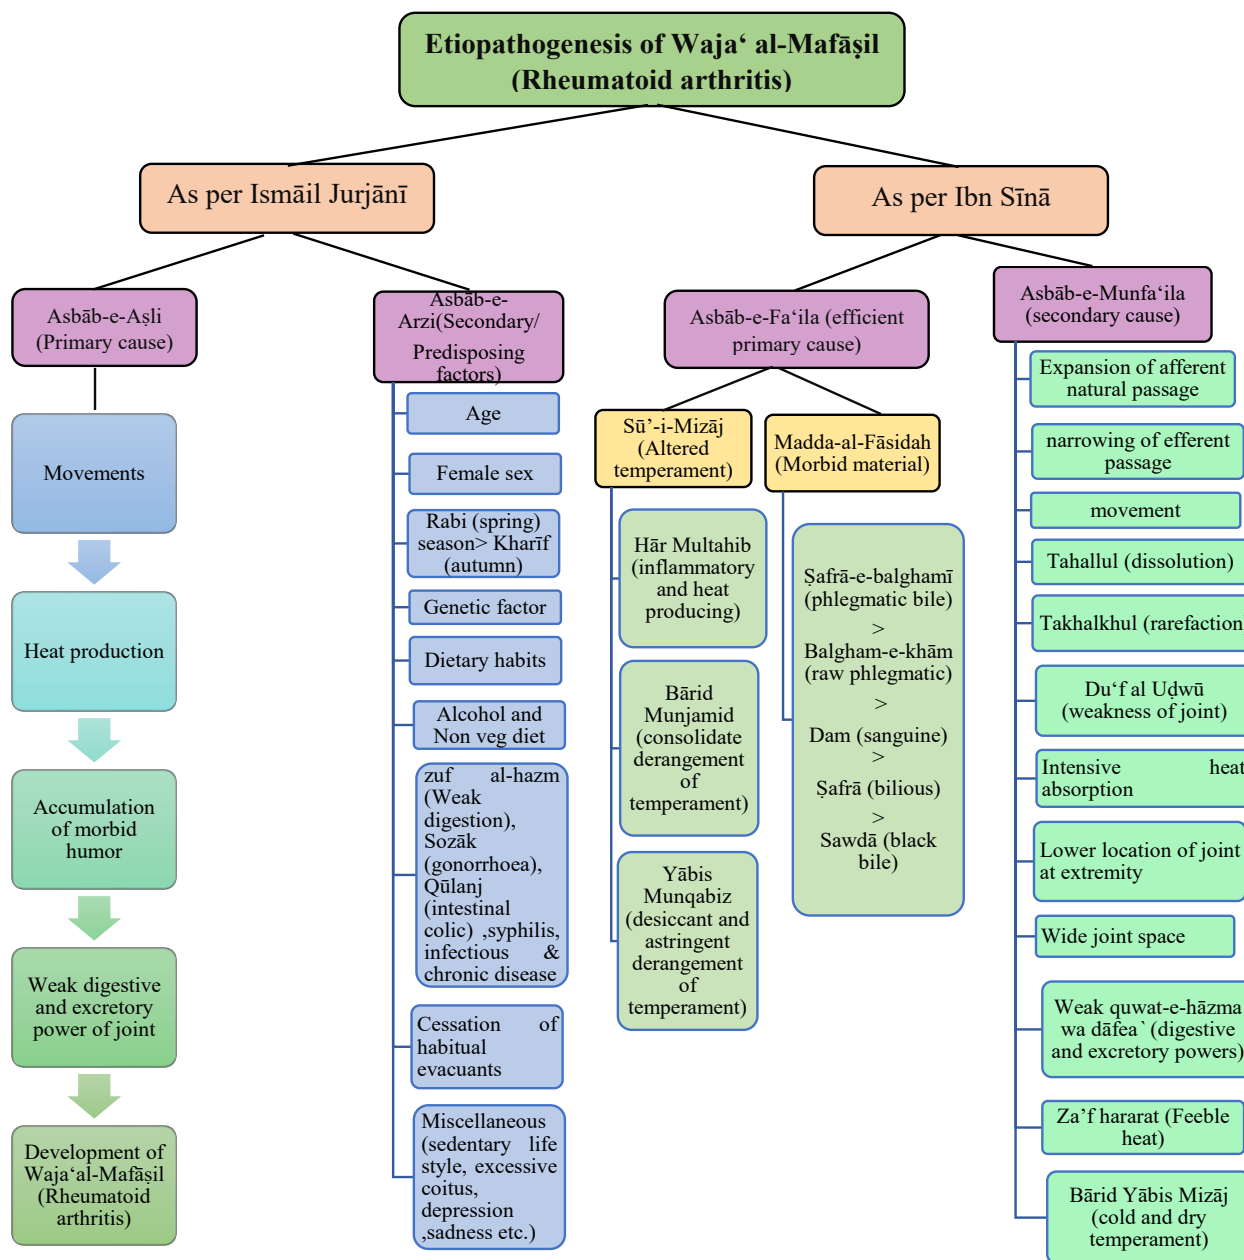 Etiopathogenesis of Waja‘ al-Mafāṣil
(Rheumatoid arthritis)
As per Ismāil Jurjānī
As per Ibn Sīnā
Asbāb-e-Aṣli
(Primary cause)
Movements
Heat production
Accumulation
of morbid
humor
Weak digestive
and excretory
power of joint
Development of
Waja‘al-Mafāṣil
(Rheumatoid
arthritis)
Asbāb-e-
Arzi(Secondary/
Predisposing
factors)
Age
Female sex
Rabi (spring)
season> Kharīf
(autumn)
Genetic factor
Dietary habits
Alcohol and
Non veg diet
zuf al-hazm
(Weak
digestion),
Sozāk
(gonorrhoea),
Qūlanj
(intestinal
colic) ,syphilis,
infectious &
chronic disease
Cessation of
habitual
evacuants
Miscellaneous
(sedentary life
style, excessive
coitus,
depression
,sadness etc.)
Asbāb-e-Fa‘ila (efficient
primary cause)
Sū’-i-Mizāj
(Altered
temperament)
Hār Multahib
(inflammatory
and heat
producing)
Bārid
Munjamid
(consolidate
derangement
of
temperament)
Yābis
Munqabiz
(desiccant and
astringent
derangement
of
temperament)
Madda-al-Fāsidah
(Morbid material)
Ṣafrā-e-balghamī
(phlegmatic bile)
>
Balgham-e-khām
(raw phlegmatic)
>
Dam (sanguine)
>
Ṣafrā (bilious)
>
Sawdā (black
bile)
Asbāb-e-Munfa‘ila
(secondary cause)
Expansion of afferent
natural passage
narrowing of efferent
passage
movement
Tahallul (dissolution)
Takhalkhul (rarefaction
Du‘f al Uḍwū
(weakness of joint)
Intensive heat
absorption
Lower location of joint
at extremity
Wide joint space
Weak quwat-e-hāzma
wa dāfea` (digestive
and excretory powers)
Za'f hararat (Feeble
heat)
Bārid Yābis Mizāj
(cold and dry
temperament)